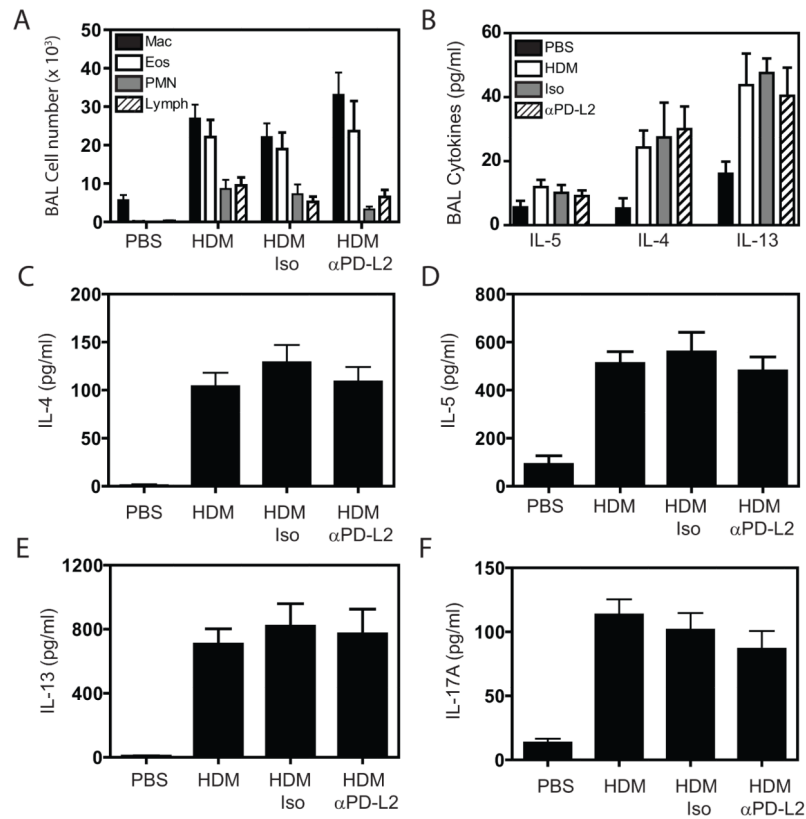 A
BAL Cell number (x 10³)
50
40
30
20
10
0
Mac
Eos
PMN
Lymph
PBS
HDM
HDM
Iso
HDM
αPD-L2
B
BAL Cytokines (pg/ml)
60
40
20
0
PBS
HDM
Iso
αPD-L2
IL-5
IL-4
IL-13
C
IL-4 (pg/ml)
200
150
100
50
0
PBS
HDM
HDM
Iso
HDM
αPD-L2
D
IL-5 (pg/ml)
800
600
400
200
0
PBS
HDM
HDM
Iso
HDM
αPD-L2
E
IL-13 (pg/ml)
1200
800
400
0
PBS
HDM
HDM
Iso
HDM
αPD-L2
F
IL-17A (pg/ml)
150
100
50
0
PBS
HDM
HDM
Iso
HDM
αPD-L2